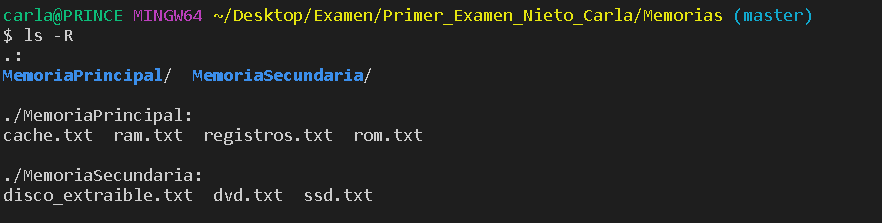 carla@PRINCE MINGW64 ~/Desktop/Examen/Primer_Examen_Nieto_Carla/Memorias (master)
$ ls -R
.:
MemoriaPrincipal/  MemoriaSecundaria/
./MemoriaPrincipal:
cache.txt  ram.txt  registros.txt  rom.txt
./MemoriaSecundaria:
disco_extraible.txt  dvd.txt  ssd.txt